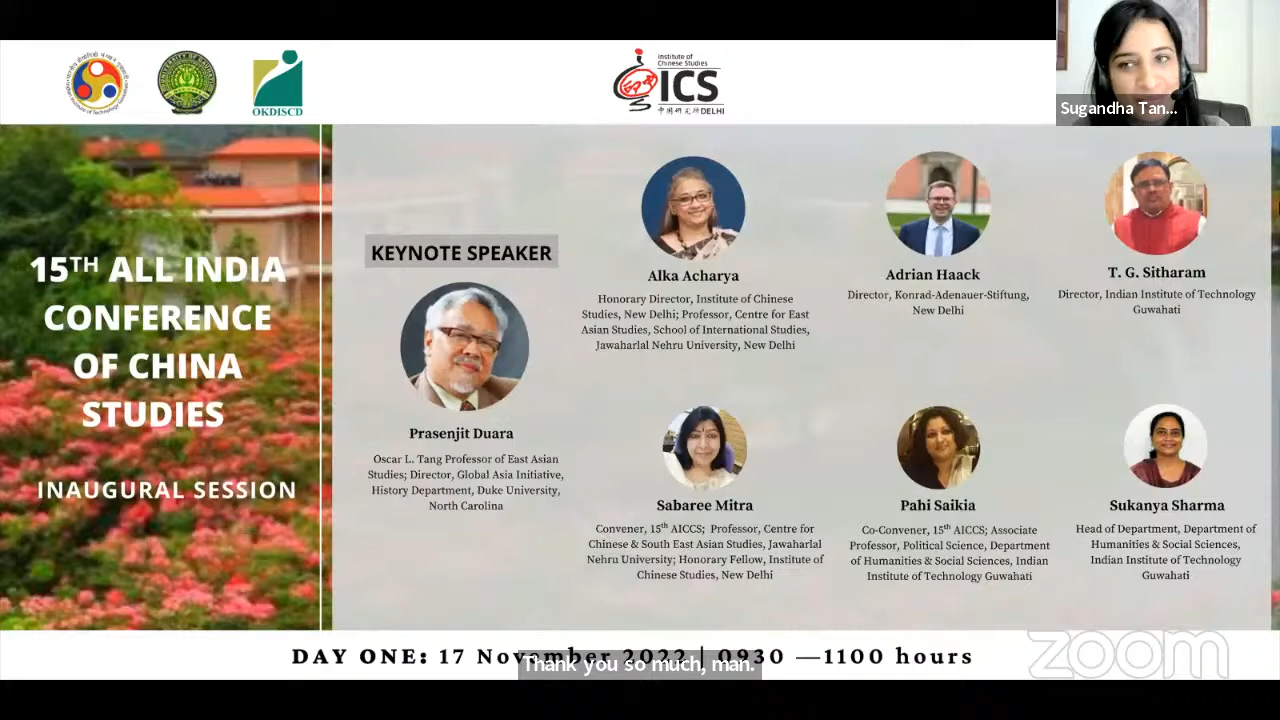 OKDISCD
Institute of
Chinese Studies
ICS
DELHI
Sugandha Tan...
15TH ALL INDIA
CONFERENCE
OF CHINA
STUDIES
INAUGURAL SESSION
KEYNOTE SPEAKER
Prasenjit Duara
Oscar L. Tang Professor of East Asian
Studies; Director, Global Asia Initiative,
History Department, Duke University,
North Carolina
Alka Acharya
Honorary Director, Institute of Chinese
Studies, New Delhi; Professor, Centre for East
Asian Studies, School of International Studies,
Jawaharlal Nehru University, New Delhi
Adrian Haack
Director, Konrad-Adenauer-Stiftung,
New Delhi
T. G. Sitharam
Director, Indian Institute of Technology
Guwahati
Sabaree Mitra
Convener, 15th AICCS; Professor, Centre for
Chinese & South East Asian Studies, Jawaharlal
Nehru University; Honorary Fellow, Institute of
Chinese Studies, New Delhi
Pahi Saikia
Co-Convener, 15th AICCS; Associate
Professor, Political Science, Department
of Humanities & Social Sciences, Indian
Institute of Technology Guwahati
Sukanya Sharma
Head of Department, Department of
Humanities & Social Sciences,
Indian Institute of Technology
Guwahati
DAY ONE: 17 November 2022 | 0930 —1100 hours
Thank you so much, mah.
zoom